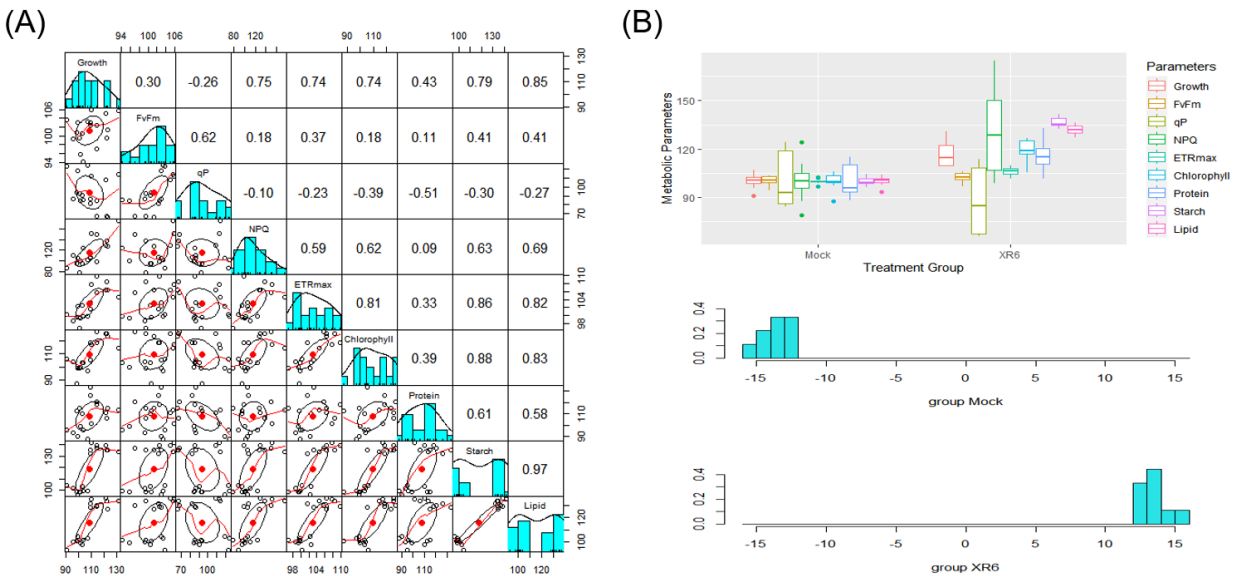 (A)
94 100 106 80 120 90 110 100 130
Growth 0.30 -0.26 0.75 0.74 0.74 0.43 0.79 0.85
90 110 130
94 100 106
FvFm 0.62 0.18 0.37 0.18 0.11 0.41 0.41
qP -0.10 -0.23 -0.39 -0.51 -0.30 -0.27
70 100
80 120
NPQ 0.59 0.62 0.09 0.63 0.69
ETRmax 0.81 0.33 0.86 0.82
98 104 110
90 110
Chlorophyll 0.39 0.88 0.83
Protein 0.61 0.58
90 110
100 130
Starch 0.97
Lipid
100 120
90 110 130 70 100 98 104 110 90 110 100 120
(B)
Metabolic Parameters
150
120
90
Mock XR6
Treatment Group
Parameters
Growth
FvFm
qP
NPQ
ETRmax
Chlorophyll
Protein
Starch
Lipid
0.0 0.2 0.4
-15 -10 -5 0 5 10 15
group Mock
0.0 0.2 0.4
-15 -10 -5 0 5 10 15
group XR6